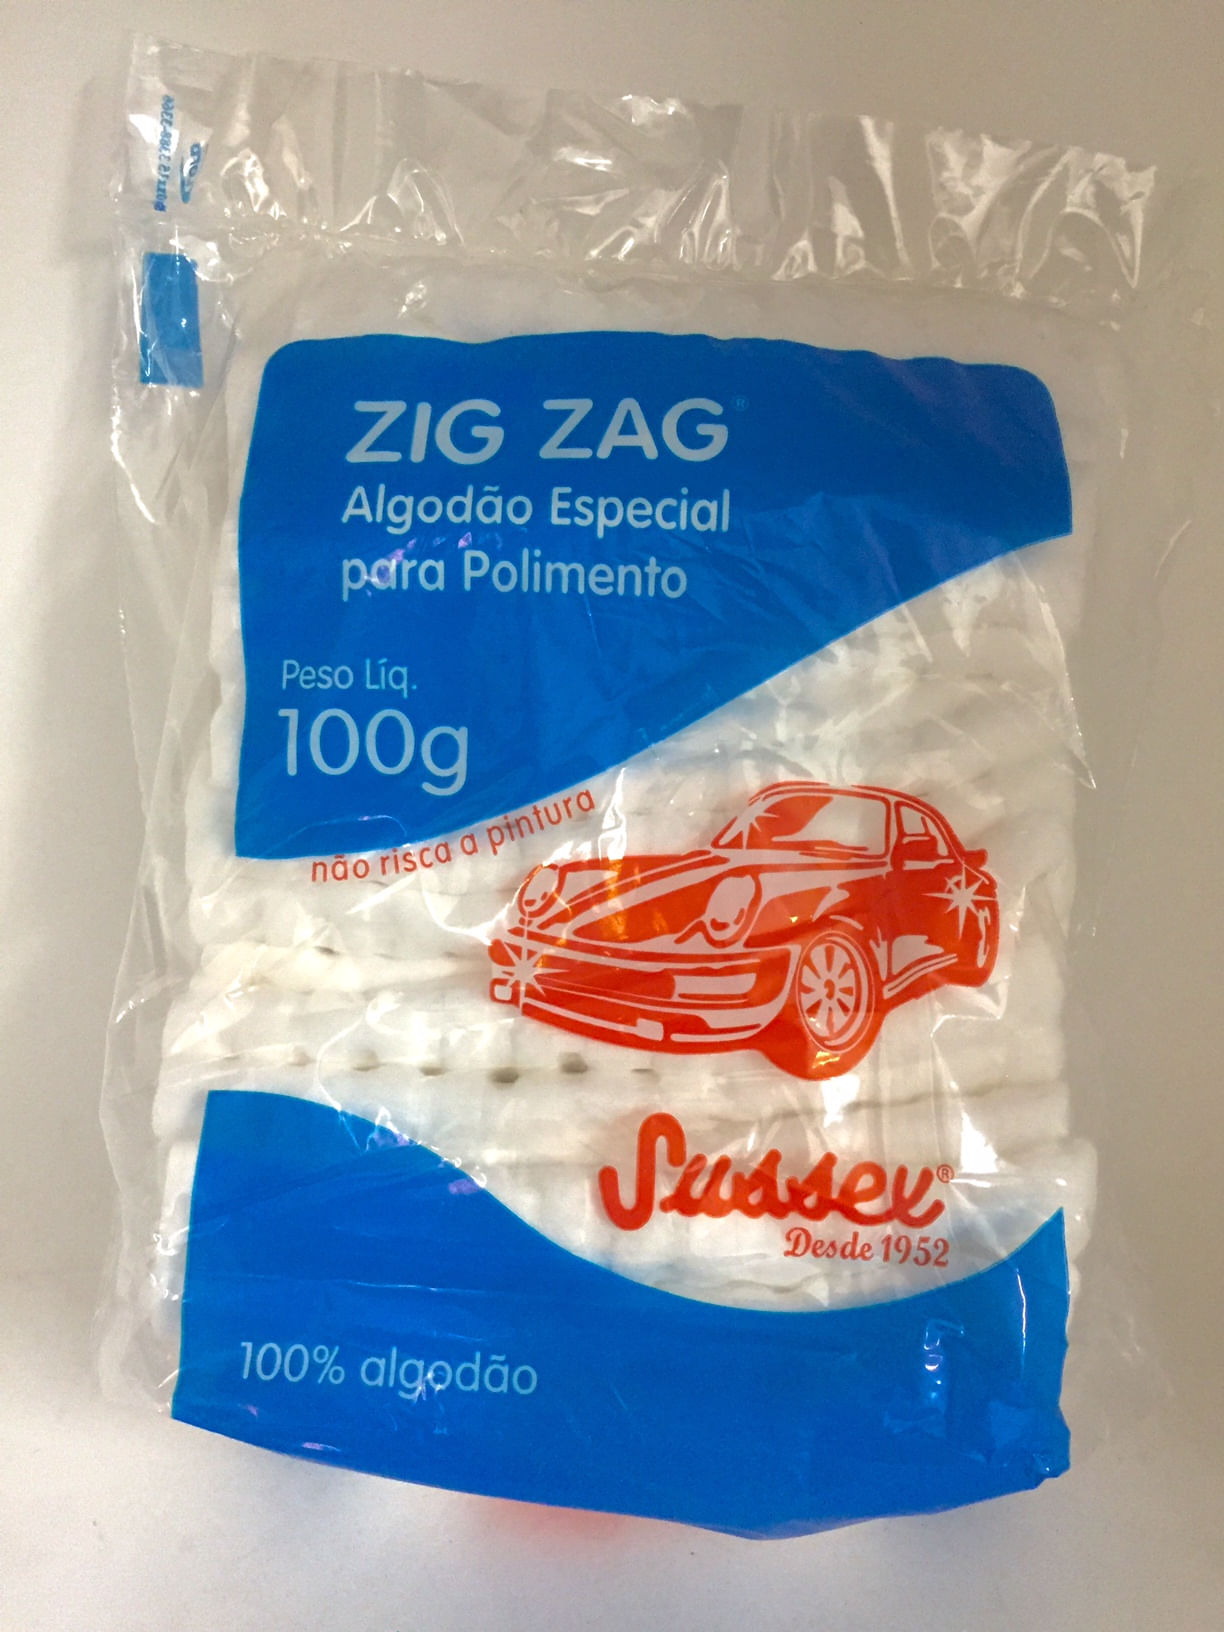 ZIG ZAG®
Algodão Especial
para Polimento
Peso Líq.
100g
não risca a pintura
Sussex®
Desde 1952
100% algodão